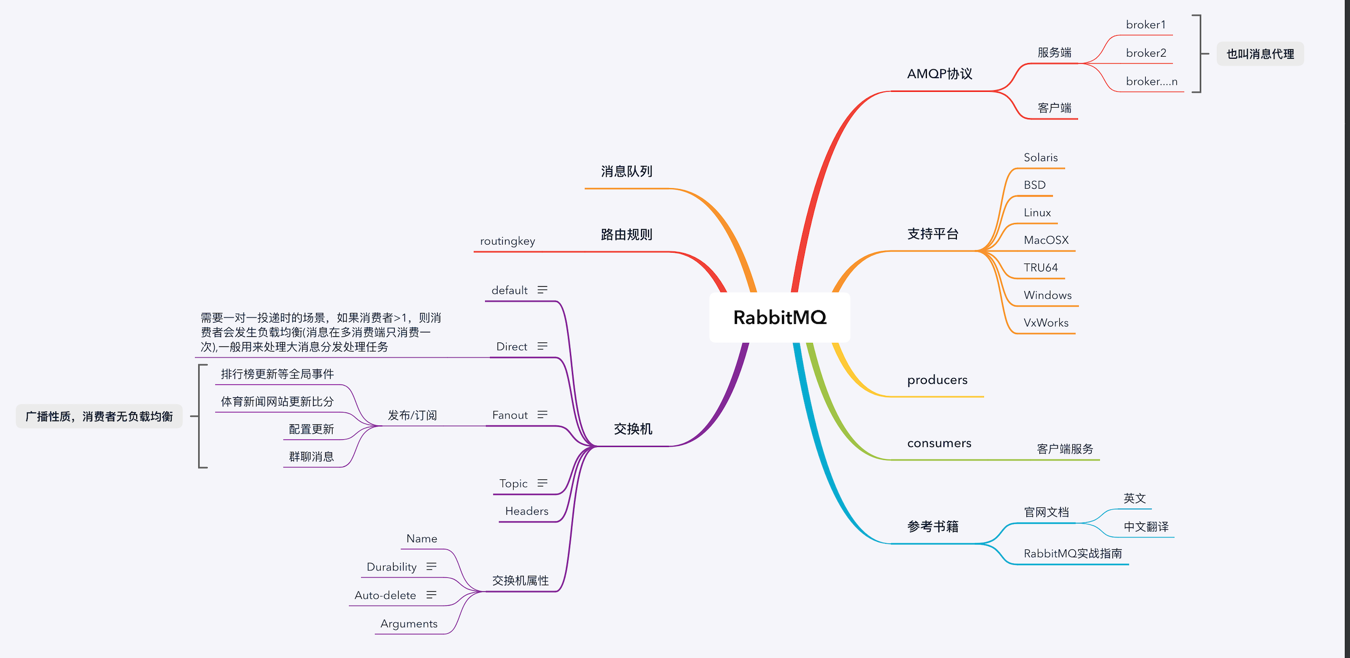 RabbitMQ
AMQP协议
服务端
broker1
broker2
broker....n
也叫消息代理
客户端
支持平台
Solaris
BSD
Linux
MacOSX
TRU64
Windows
VxWorks
producers
consumers
客户端服务
参考书籍
官网文档
英文
中文翻译
RabbitMQ实战指南
消息队列
路由规则
routingkey
交换机
default
Direct
需要一对一投递时的场景，如果消费者>1，则消
费者会发生负载均衡(消息在多消费端只消费一
次),一般用来处理大消息分发处理任务
Fanout
发布/订阅
排行榜更新等全局事件
体育新闻网站更新比分
配置更新
群聊消息
广播性质，消费者无负载均衡
Topic
Headers
交换机属性
Name
Durability
Auto-delete
Arguments